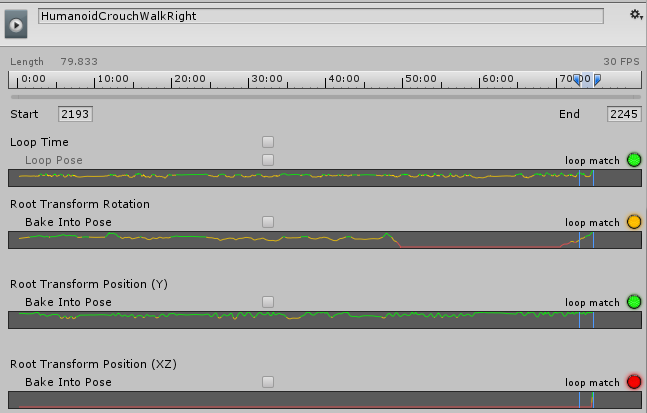 HumanoidCrouchWalkRight
Length 79.833 30 FPS
0:00 10:00 20:00 30:00 40:00 50:00 60:00 70:00
Start 2193 End 2245
Loop Time
Loop Pose loop match
Root Transform Rotation
Bake Into Pose loop match
Root Transform Position (Y)
Bake Into Pose loop match
Root Transform Position (XZ)
Bake Into Pose loop match